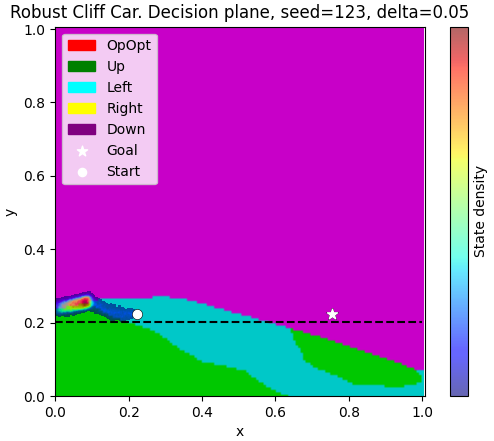 Robust Cliff Car. Decision plane, seed=123, delta=0.05
OpOpt
Up
Left
Right
Down
Goal
Start
1.0
0.8
0.6
0.4
0.2
0.0
y
0.0 0.2 0.4 0.6 0.8 1.0
x
State density